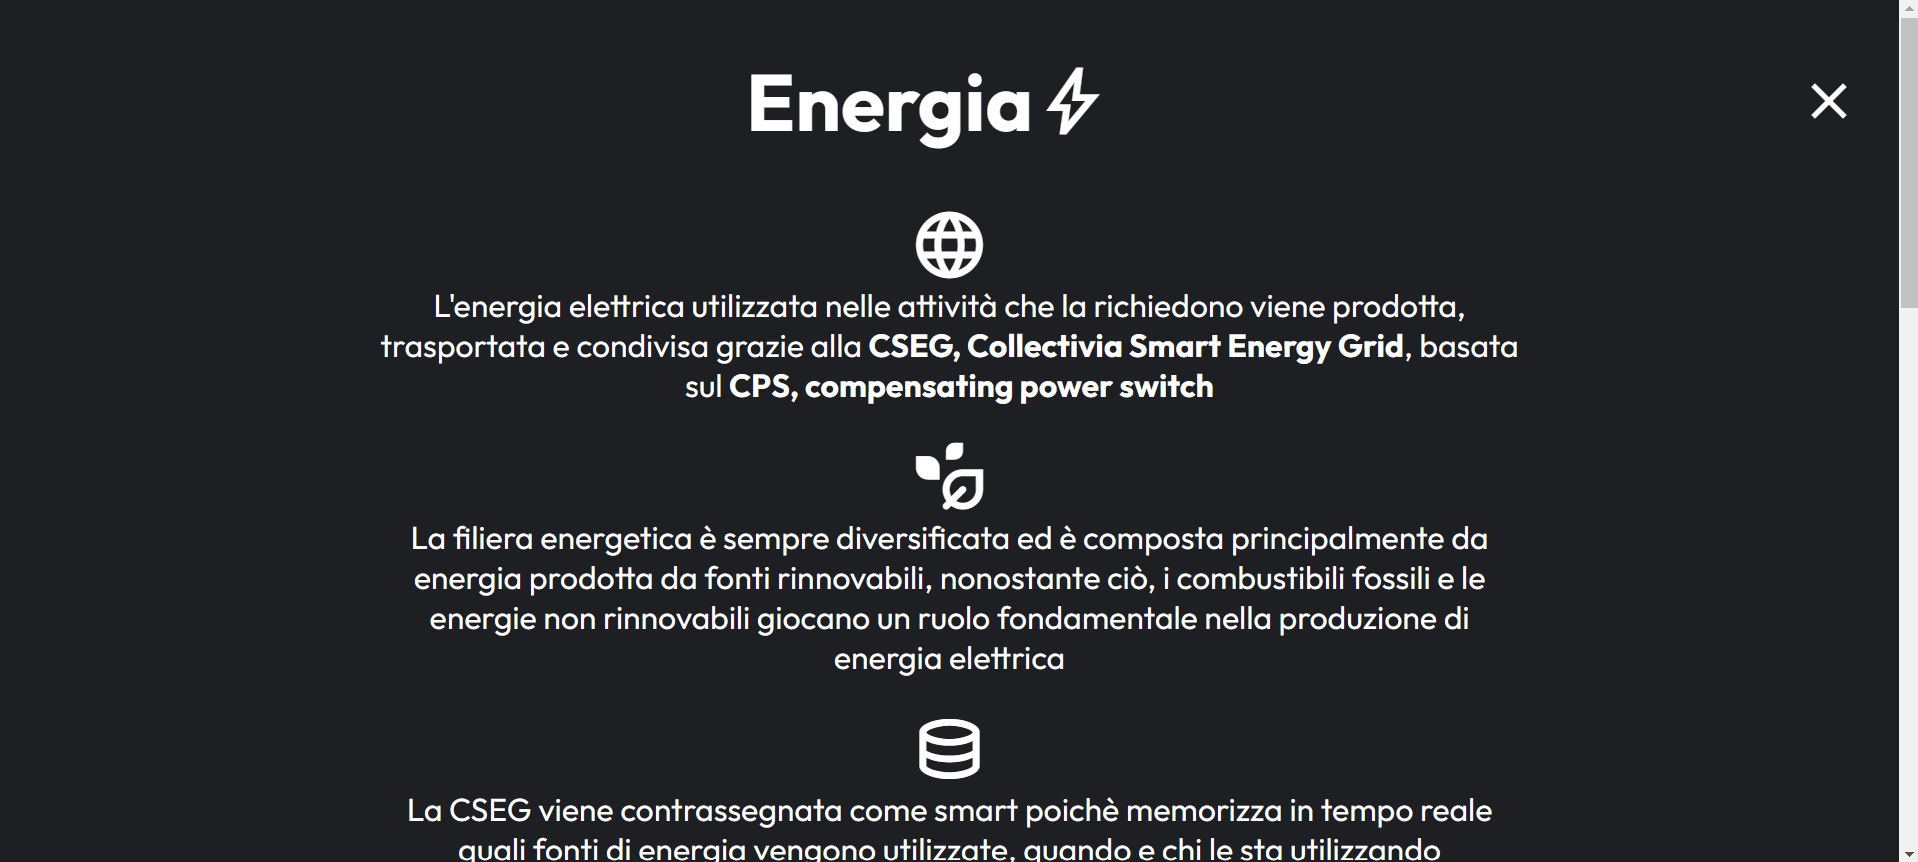 Energia
L'energia elettrica utilizzata nelle attività che la richiedono viene prodotta,
trasportata e condivisa grazie alla CSEG, Collectivia Smart Energy Grid, basata
sul CPS, compensating power switch
La filiera energetica è sempre diversificata ed è composta principalmente da
energia prodotta da fonti rinnovabili, nonostante ciò, i combustibili fossili e le
energie non rinnovabili giocano un ruolo fondamentale nella produzione di
energia elettrica
La CSEG viene contrassegnata come smart poichè memorizza in tempo reale
quali fonti di energia vengono utilizzate, quando e chi le sta utilizzando